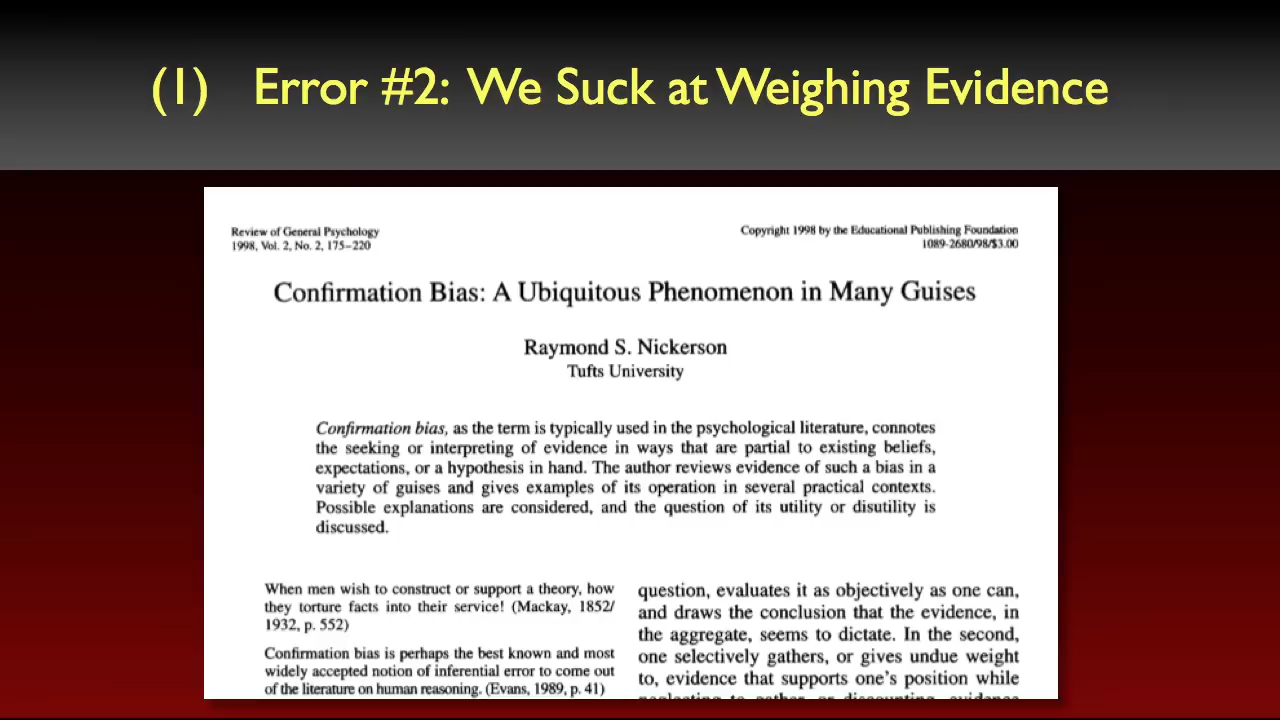 (1) Error #2: We Suck at Weighing Evidence
Review of General Psychology
1998, Vol. 2, No. 2, 175–220
Copyright 1998 by the Educational Publishing Foundation
1089-2680/98/$3.00
Confirmation Bias: A Ubiquitous Phenomenon in Many Guises
Raymond S. Nickerson
Tufts University
Confirmation bias, as the term is typically used in the psychological literature, connotes
the seeking or interpreting of evidence in ways that are partial to existing beliefs,
expectations, or a hypothesis in hand. The author reviews evidence of such a bias in a
variety of guises and gives examples of its operation in several practical contexts.
Possible explanations are considered, and the question of its utility or disutility is
discussed.
When men wish to construct or support a theory, how
they torture facts into their service! (Mackay, 1852/
1932, p. 552)
Confirmation bias is perhaps the best known and most
widely accepted notion of inferential error to come out
of the literature on human reasoning. (Evans, 1989, p. 41)
question, evaluates it as objectively as one can,
and draws the conclusion that the evidence, in
the aggregate, seems to dictate. In the second,
one selectively gathers, or gives undue weight
to, evidence that supports one's position while
neglecting to gather, or discounting, evidence